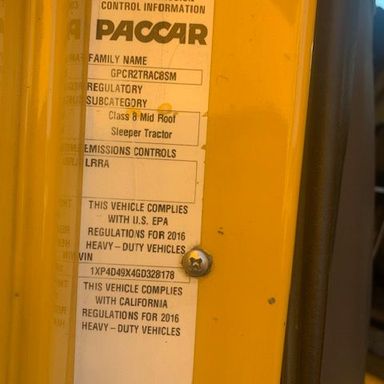 CONTROL INFORMATION
PACCAR
FAMILY NAME
GPCR2TRAC8SM
REGULATORY
SUBCATEGORY
Class 8 Mid Roof
Sleeper Tractor
EMISSIONS CONTROLS
LRRA
THIS VEHICLE COMPLIES
WITH U.S. EPA
REGULATIONS FOR 2016
HEAVY-DUTY VEHICLES
VIN
1XP4D49X4GD328178
THIS VEHICLE COMPLIES
WITH CALIFORNIA
REGULATIONS FOR 2016
HEAVY-DUTY VEHICLES